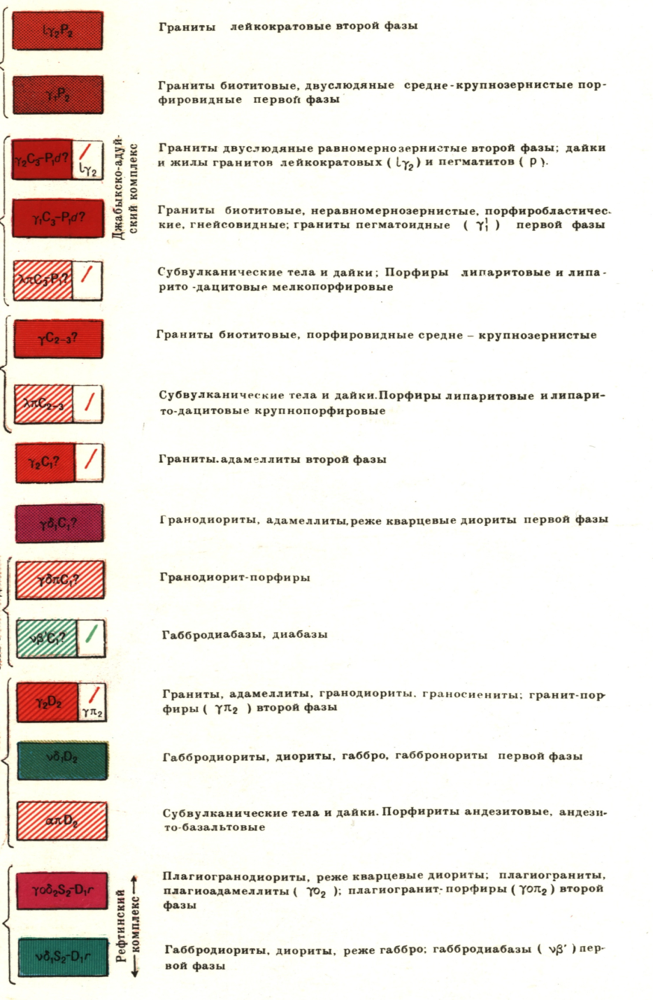 lγ₂P₂
Граниты лейкократовые второй фазы
γ₁P₂
Граниты биотитовые, двуслюдяные средне-крупнозернистые пор-
фировидные первой фазы
γ₂C₃-P₁d?
lγ₂
Джабыкско-адуй-
ский комплекс
Граниты двуслюдяные равномернозернистые второй фазы; дайки
и жилы гранитов лейкократовых ( lγ₂ ) и пегматитов ( р ).
γ₁C₃-P₁d?
Граниты биотитовые, неравномернозернистые, порфиробластичес-
кие, гнейсовидные; граниты пегматоидные ( γ₁¹ ) первой фазы
λπC₃-P₁?
Субвулканические тела и дайки; Порфиры липаритовые и липа-
рито-дацитовые мелкопорфировые
γC₂₋₃?
Граниты биотитовые, порфировидные средне – крупнозернистые
λπC₂₋₃
Субвулканические тела и дайки. Порфиры липаритовые и липари-
то-дацитовые крупнопорфировые
γ₂C₁?
Граниты. адамеллиты второй фазы
γδ₁C₁?
Гранодиориты, адамеллиты, реже кварцевые диориты первой фазы
γδπC₁?
Гранодиорит-порфиры
νβ'C₁?
Габбродиабазы, диабазы
γ₂D₂
γπ₂
Граниты, адамеллиты, гранодиориты. граносиениты; гранит-пор-
фиры ( γπ₂ ) второй фазы
νδ₁D₂
Габбродиориты, диориты, габбро, габбронориты первой фазы
απD₂
Субвулканические тела и дайки. Порфириты андезитовые, андези-
то-базальтовые
γοδ₂S₂-D₁r
Рефтинский
комплекс
Плагиогранодиориты, реже кварцевые диориты; плагиограниты,
плагиоадамеллиты ( γο₂ ); плагиогранит-порфиры ( γοπ₂ ) второй
фазы
νδ₁S₂-D₁r
Габбродиориты, диориты, реже габбро; габбродиабазы ( νβ' ) пер-
вой фазы